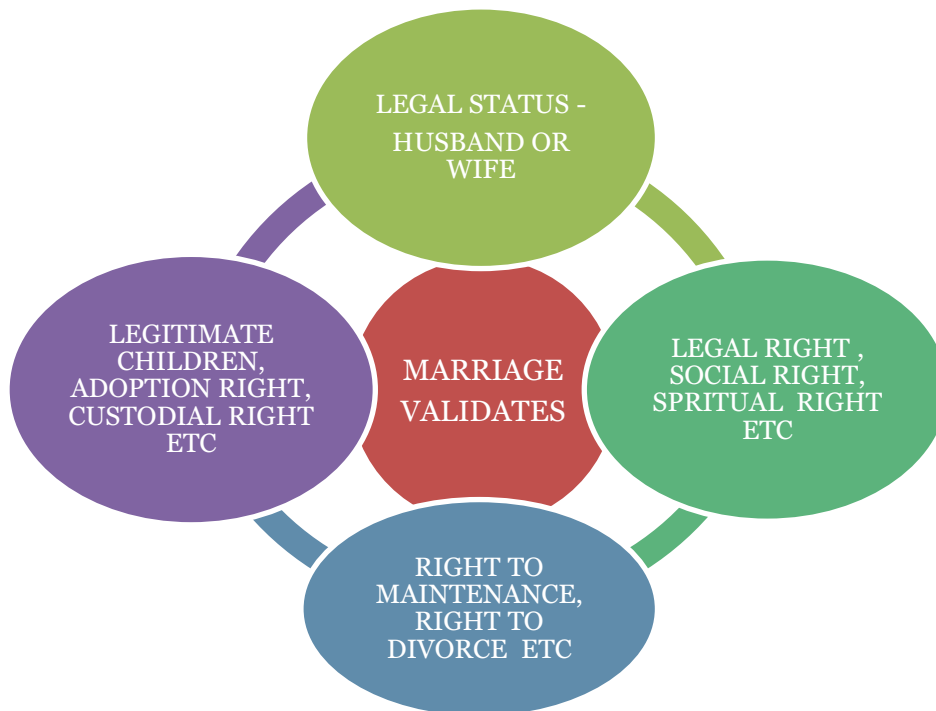 LEGAL STATUS -
HUSBAND OR
WIFE
LEGITIMATE
CHILDREN,
ADOPTION RIGHT,
CUSTODIAL RIGHT
ETC
MARRIAGE
VALIDATES
LEGAL RIGHT ,
SOCIAL RIGHT,
SPRITUAL  RIGHT
ETC
RIGHT TO
MAINTENANCE,
RIGHT TO
DIVORCE  ETC